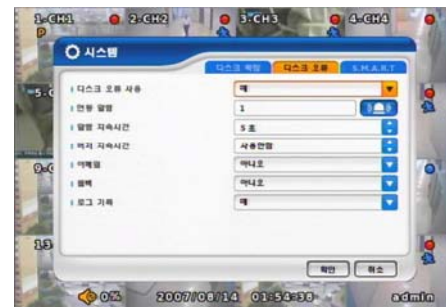 1-CH1 2-CH2 3-CH3 4-CH4
P
시스템
디스크 확장 디스크 오류 S.M.A.R.T
디스크 오류 사용 예
연동 알람 1
알람 지속시간 5 초
버저 지속시간 사용안함
이메일 아니오
콜백 아니오
로그 기록 예
확인 취소
0% 2007/08/14 01:54:38 admin